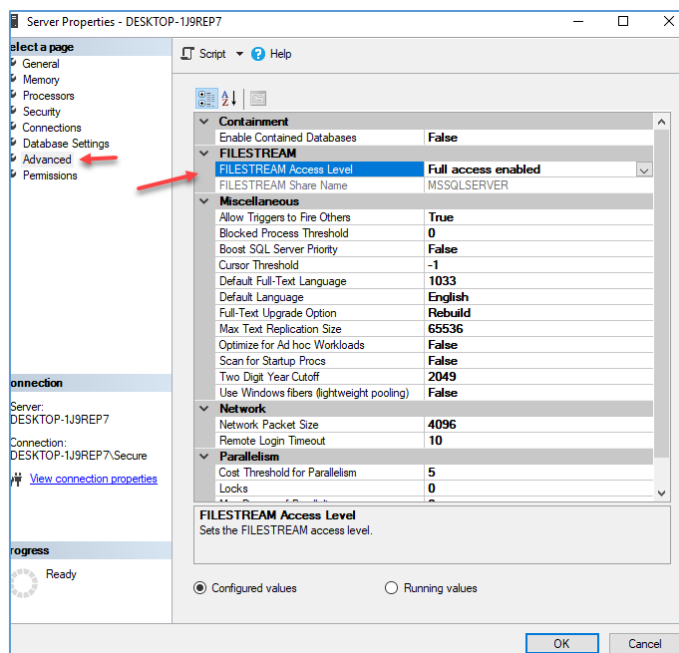 Server Properties - DESKTOP-1J9REP7
elect a page
General
Memory
Processors
Security
Connections
Database Settings
Advanced
Permissions
onnection
Server:
DESKTOP-1J9REP7
Connection:
DESKTOP-1J9REP7\Secure
View connection properties
rogress
Ready
Script Help
Containment
Enable Contained Databases False
FILESTREAM
FILESTREAM Access Level Full access enabled
FILESTREAM Share Name MSSQLSERVER
Miscellaneous
Allow Triggers to Fire Others True
Blocked Process Threshold 0
Boost SQL Server Priority False
Cursor Threshold -1
Default Full-Text Language 1033
Default Language English
Full-Text Upgrade Option Rebuild
Max Text Replication Size 65536
Optimize for Ad hoc Workloads False
Scan for Startup Procs False
Two Digit Year Cutoff 2049
Use Windows fibers (lightweight pooling) False
Network
Network Packet Size 4096
Remote Login Timeout 10
Parallelism
Cost Threshold for Parallelism 5
Locks 0
FILESTREAM Access Level
Sets the FILESTREAM access level.
Configured values Running values
OK Cancel